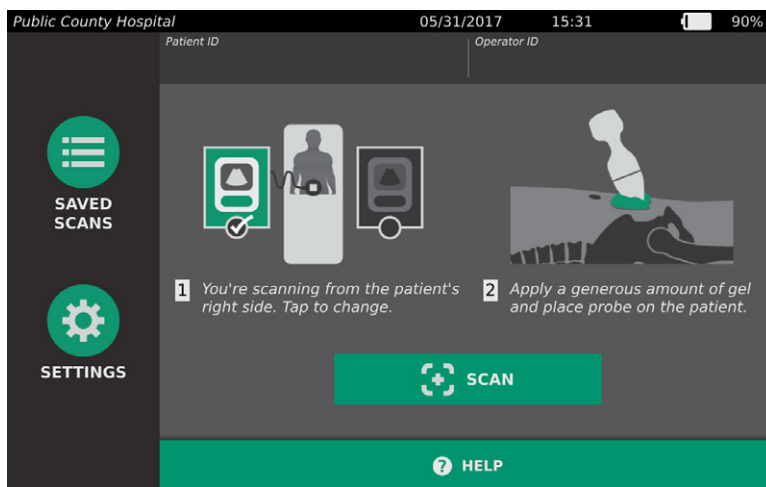 Public County Hospital 05/31/2017 15:31 90%
Patient ID Operator ID
SAVED
SCANS
1 You're scanning from the patient's
right side. Tap to change.
2 Apply a generous amount of gel
and place probe on the patient.
SETTINGS
SCAN
HELP